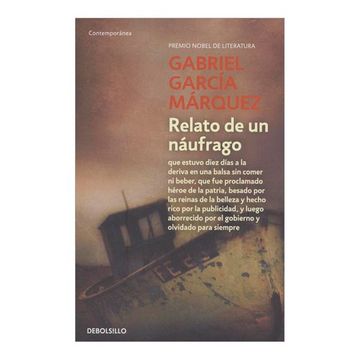 Contemporánea
PREMIO NOBEL DE LITERATURA
GABRIEL
GARCÍA
MÁRQUEZ
Relato de un
náufrago
que estuvo diez días a la
deriva en una balsa sin comer
ni beber, que fue proclamado
héroe de la patria, besado por
las reinas de la belleza y hecho
rico por la publicidad, y luego
aborrecido por el gobierno y
olvidado para siempre
DEBOLS!LLO